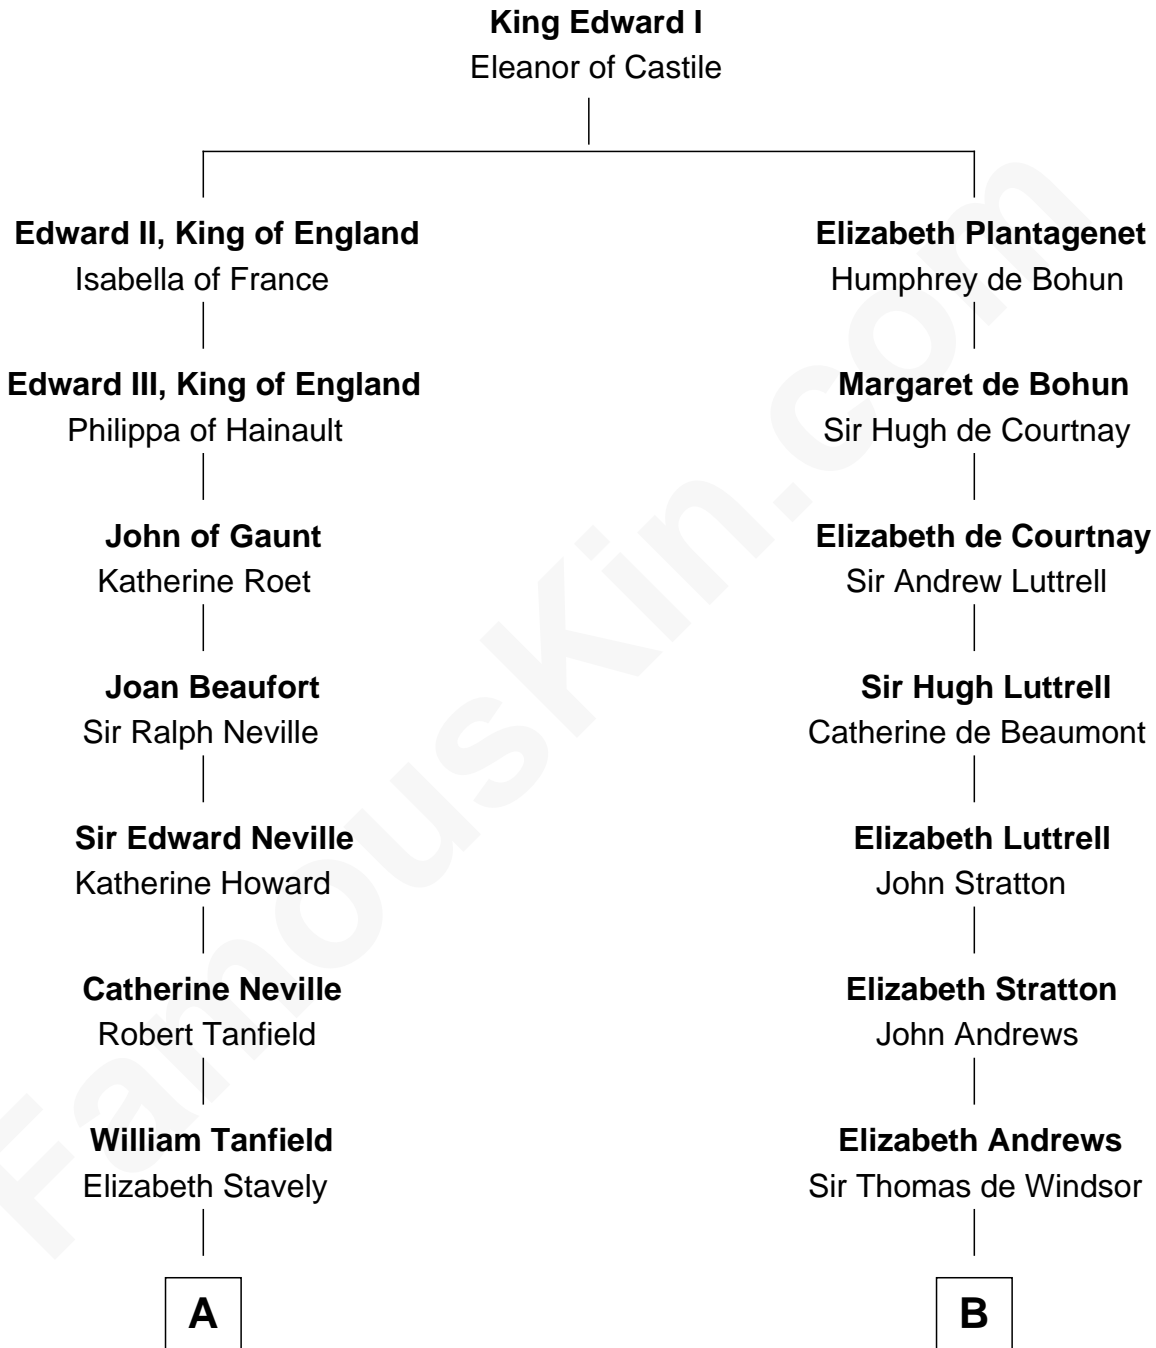 King Edward I
Eleanor of Castile
Edward II, King of England
Isabella of France
Elizabeth Plantagenet
Humphrey de Bohun
Edward III, King of England
Philippa of Hainault
Margaret de Bohun
Sir Hugh de Courtnay
John of Gaunt
Katherine Roet
Elizabeth de Courtnay
Sir Andrew Luttrell
Joan Beaufort
Sir Ralph Neville
Sir Hugh Luttrell
Catherine de Beaumont
Sir Edward Neville
Katherine Howard
Elizabeth Luttrell
John Stratton
Catherine Neville
Robert Tanfield
Elizabeth Stratton
John Andrews
William Tanfield
Elizabeth Stavely
Elizabeth Andrews
Sir Thomas de Windsor
A
B
FamousKin.com